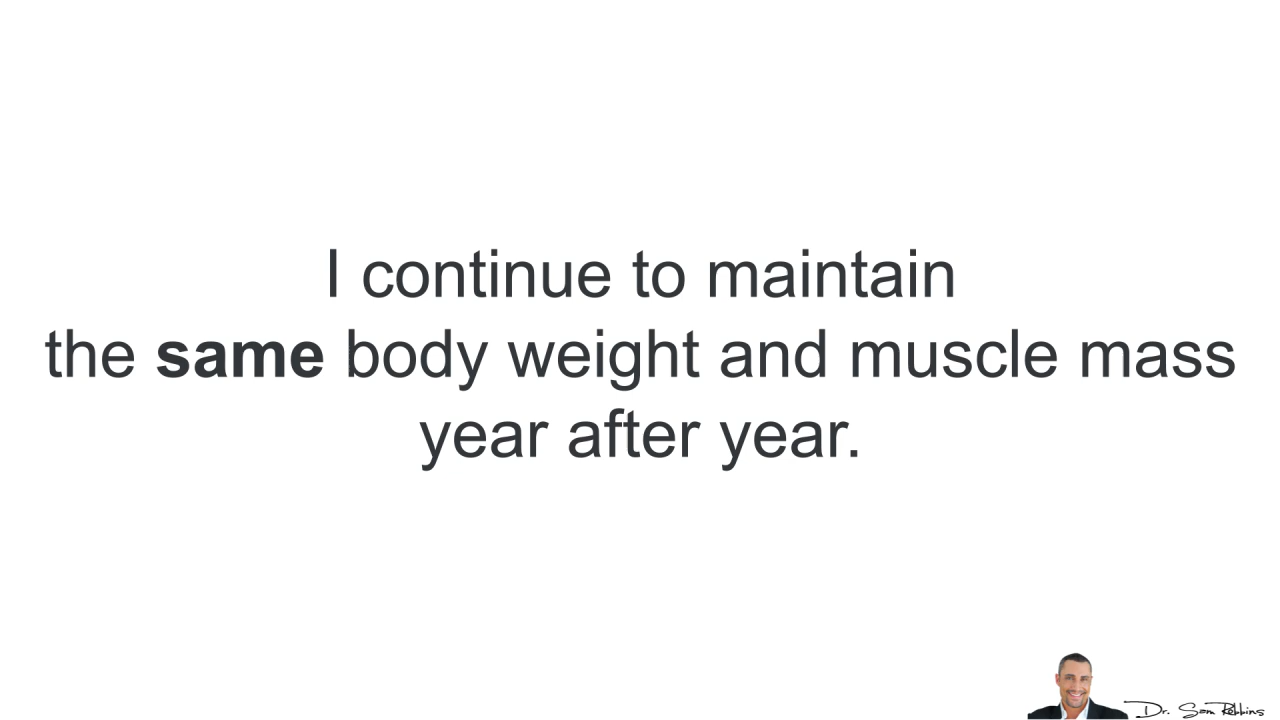 I continue to maintain
the same body weight and muscle mass
year after year.
Dr. Sam Robbins